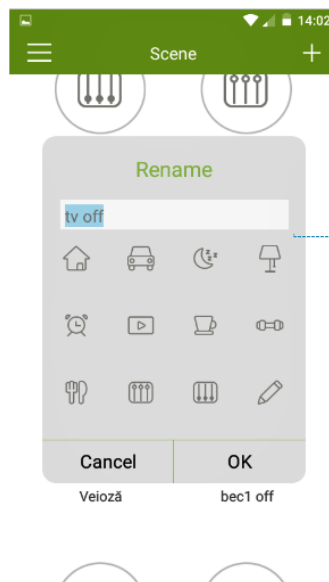 14:02
Scene
Rename
tv off
Cancel OK
Veioză bec1 off